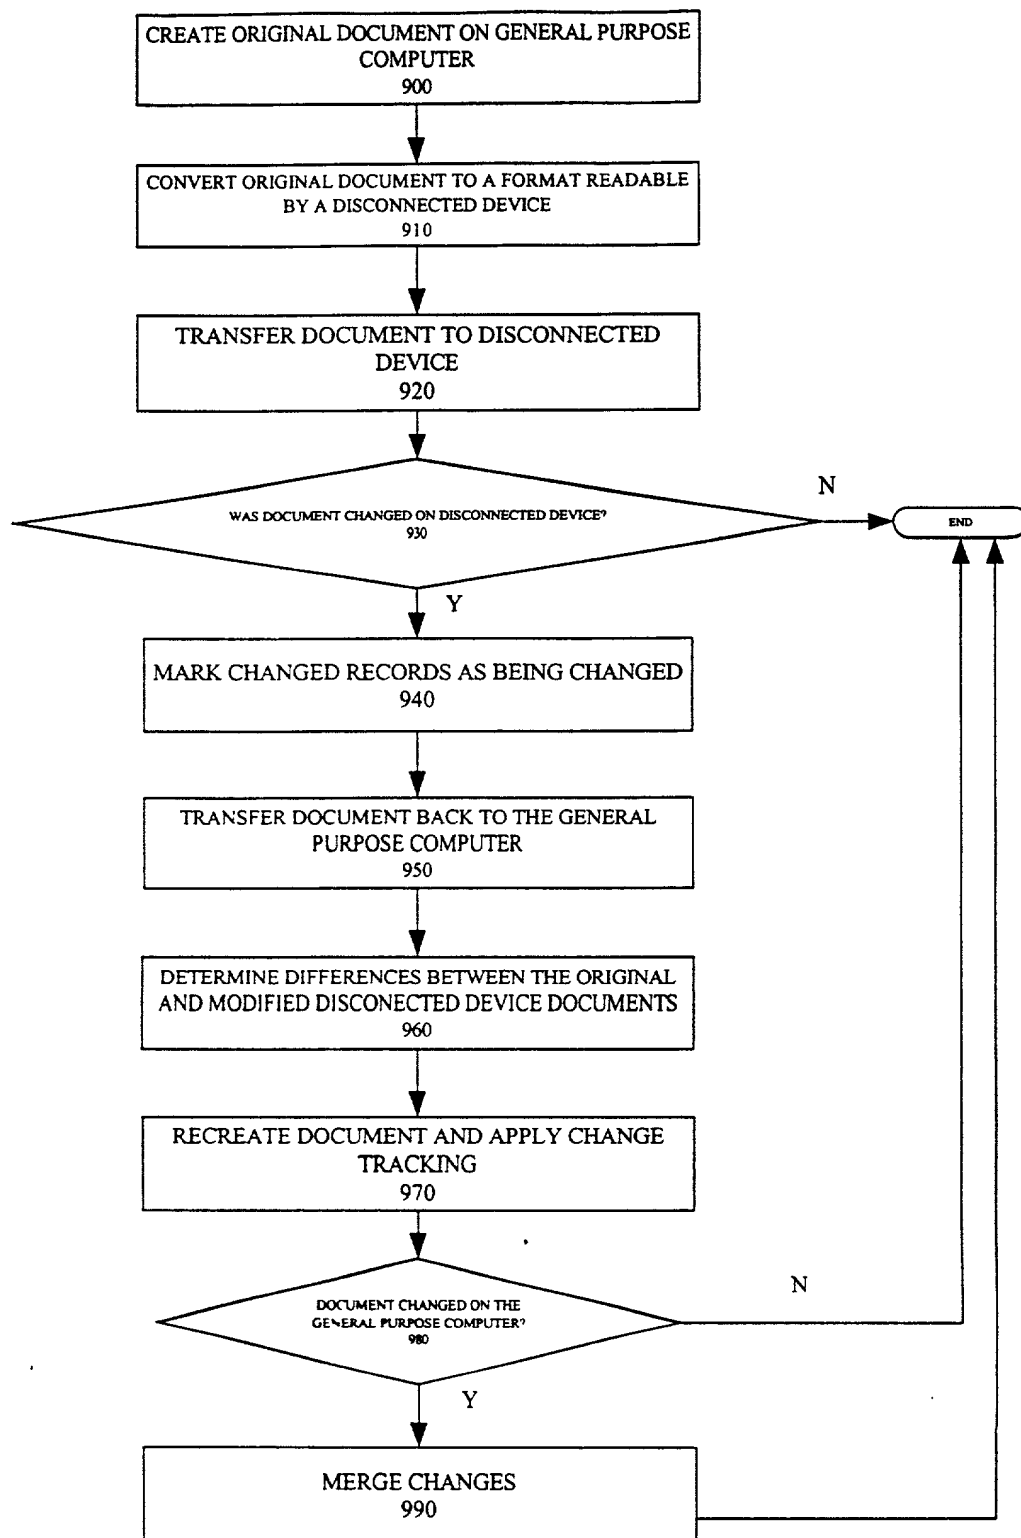 CREATE ORIGINAL DOCUMENT ON GENERAL PURPOSE
COMPUTER
900
CONVERT ORIGINAL DOCUMENT TO A FORMAT READABLE
BY A DISCONNECTED DEVICE
910
TRANSFER DOCUMENT TO DISCONNECTED
DEVICE
920
WAS DOCUMENT CHANGED ON DISCONNECTED DEVICE?
930
N
END
Y
MARK CHANGED RECORDS AS BEING CHANGED
940
TRANSFER DOCUMENT BACK TO THE GENERAL
PURPOSE COMPUTER
950
DETERMINE DIFFERENCES BETWEEN THE ORIGINAL
AND MODIFIED DISCONECTED DEVICE DOCUMENTS
960
RECREATE DOCUMENT AND APPLY CHANGE
TRACKING
970
DOCUMENT CHANGED ON THE
GENERAL PURPOSE COMPUTER?
980
N
Y
MERGE CHANGES
990